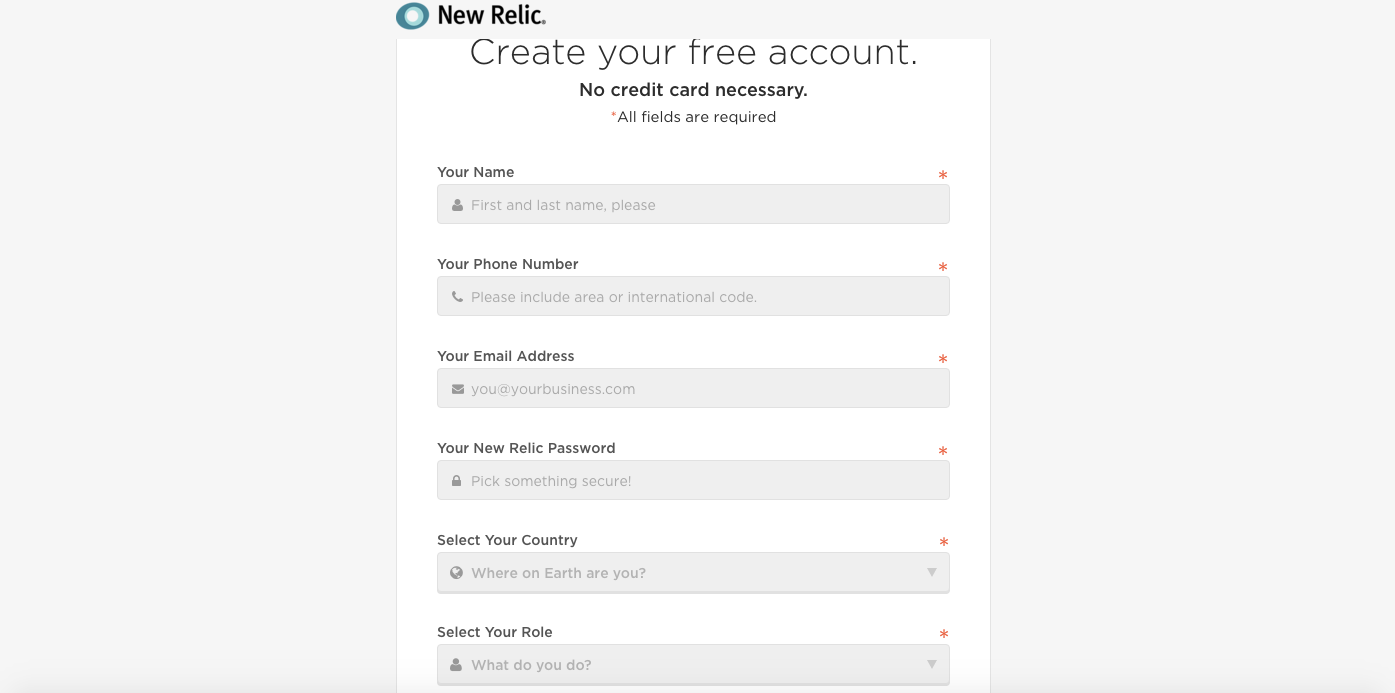 New Relic.
Create your free account.
No credit card necessary.
*All fields are required
Your Name *
First and last name, please
Your Phone Number *
Please include area or international code.
Your Email Address *
you@yourbusiness.com
Your New Relic Password *
Pick something secure!
Select Your Country *
Where on Earth are you?
Select Your Role *
What do you do?